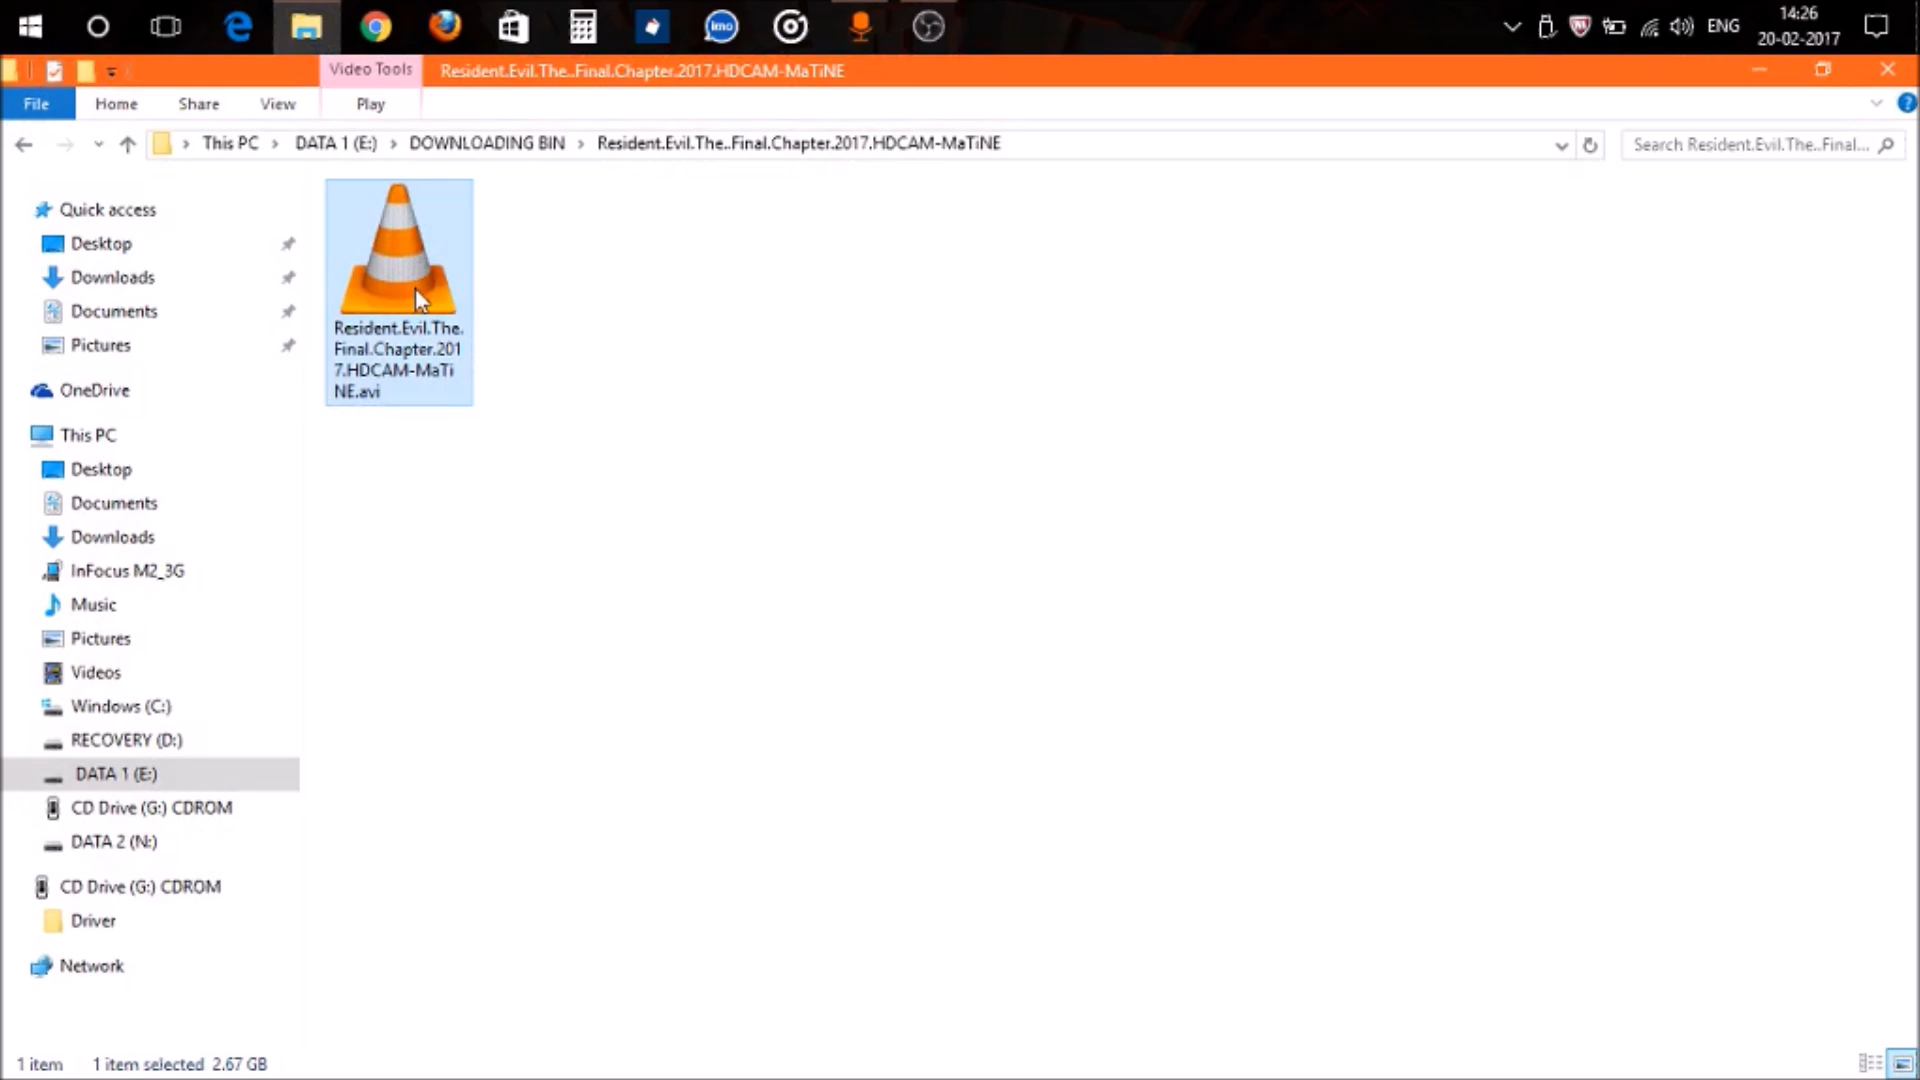 imo
ENG
14:26
20-02-2017
Video Tools
Resident.Evil.The..Final.Chapter.2017.HDCAM-MaTiNE
File
Home
Share
View
Play
This PC
DATA 1 (E:)
DOWNLOADING BIN
Resident.Evil.The..Final.Chapter.2017.HDCAM-MaTiNE
Search Resident.Evil.The..Final...
Quick access
Desktop
Downloads
Documents
Pictures
OneDrive
This PC
Desktop
Documents
Downloads
InFocus M2_3G
Music
Pictures
Videos
Windows (C:)
RECOVERY (D:)
DATA 1 (E:)
CD Drive (G:) CDROM
DATA 2 (N:)
CD Drive (G:) CDROM
Driver
Network
Resident.Evil.The.
Final.Chapter.201
7.HDCAM-MaTi
NE.avi
1 item
1 item selected 2.67 GB